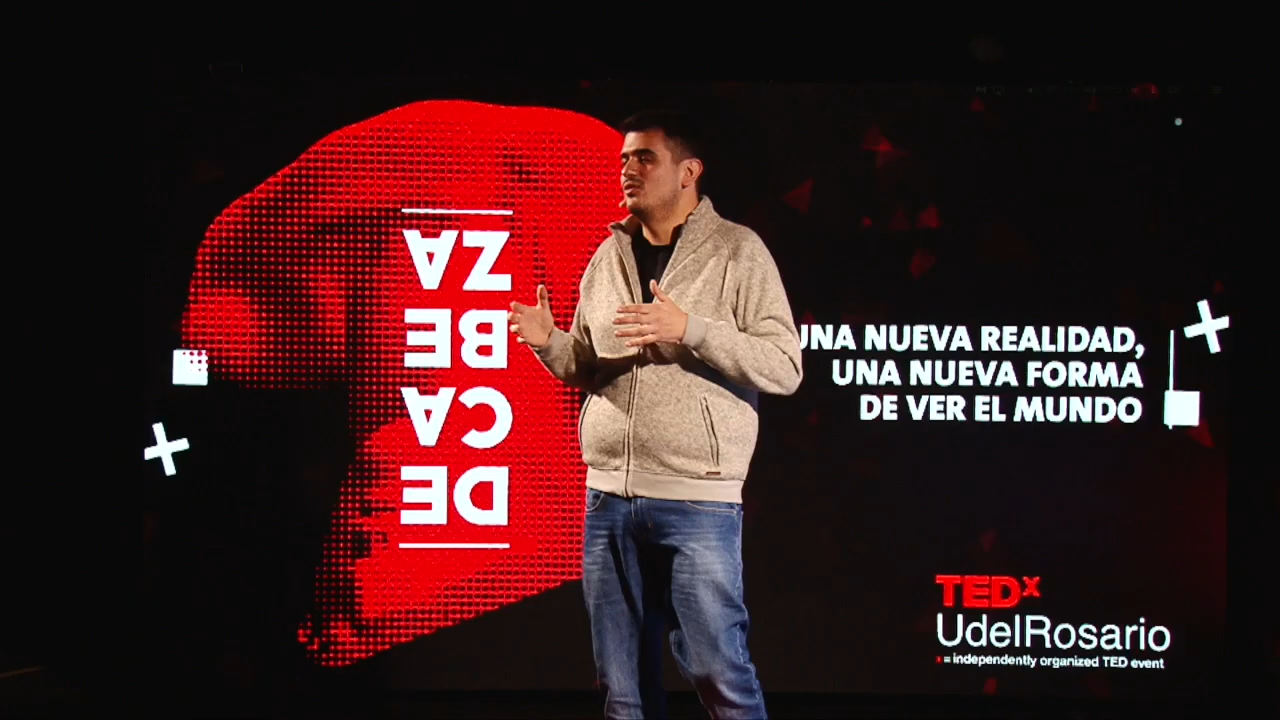 DE
CA
BE
ZA
UNA NUEVA REALIDAD,
UNA NUEVA FORMA
DE VER EL MUNDO
TEDx
UdelRosario
x = independently organized TED event